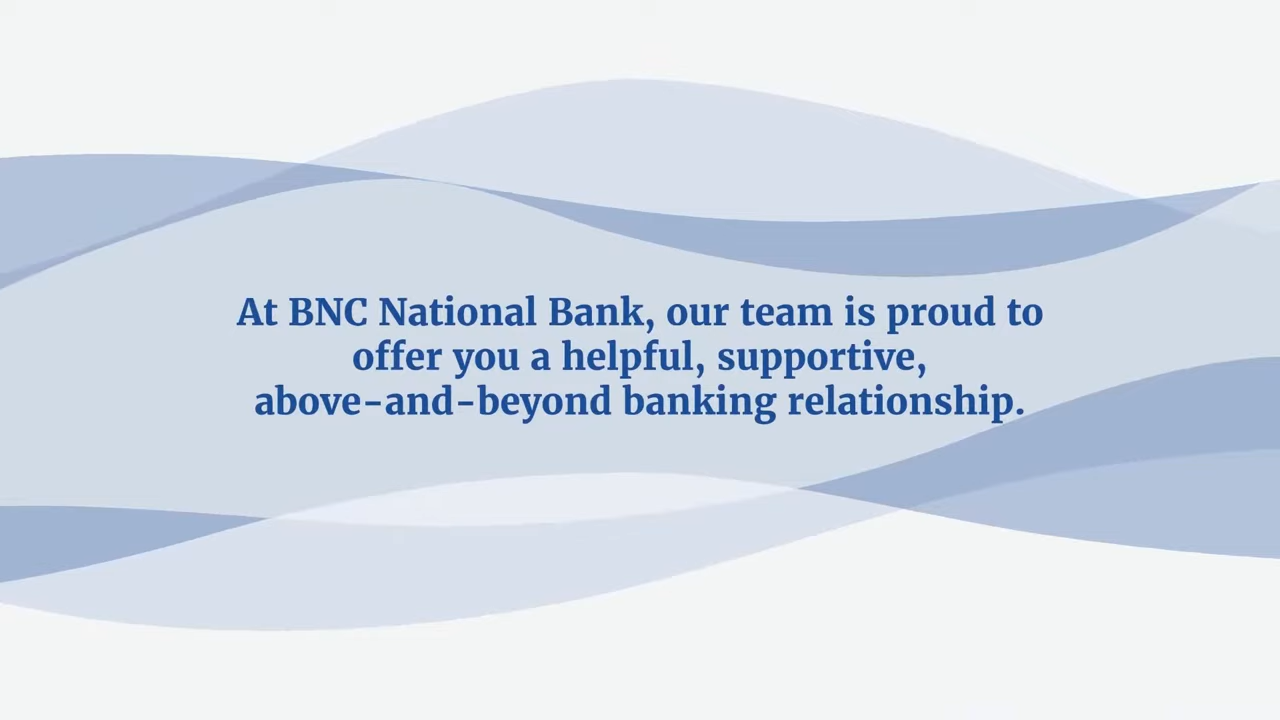 At BNC National Bank, our team is proud to
offer you a helpful, supportive,
above-and-beyond banking relationship.